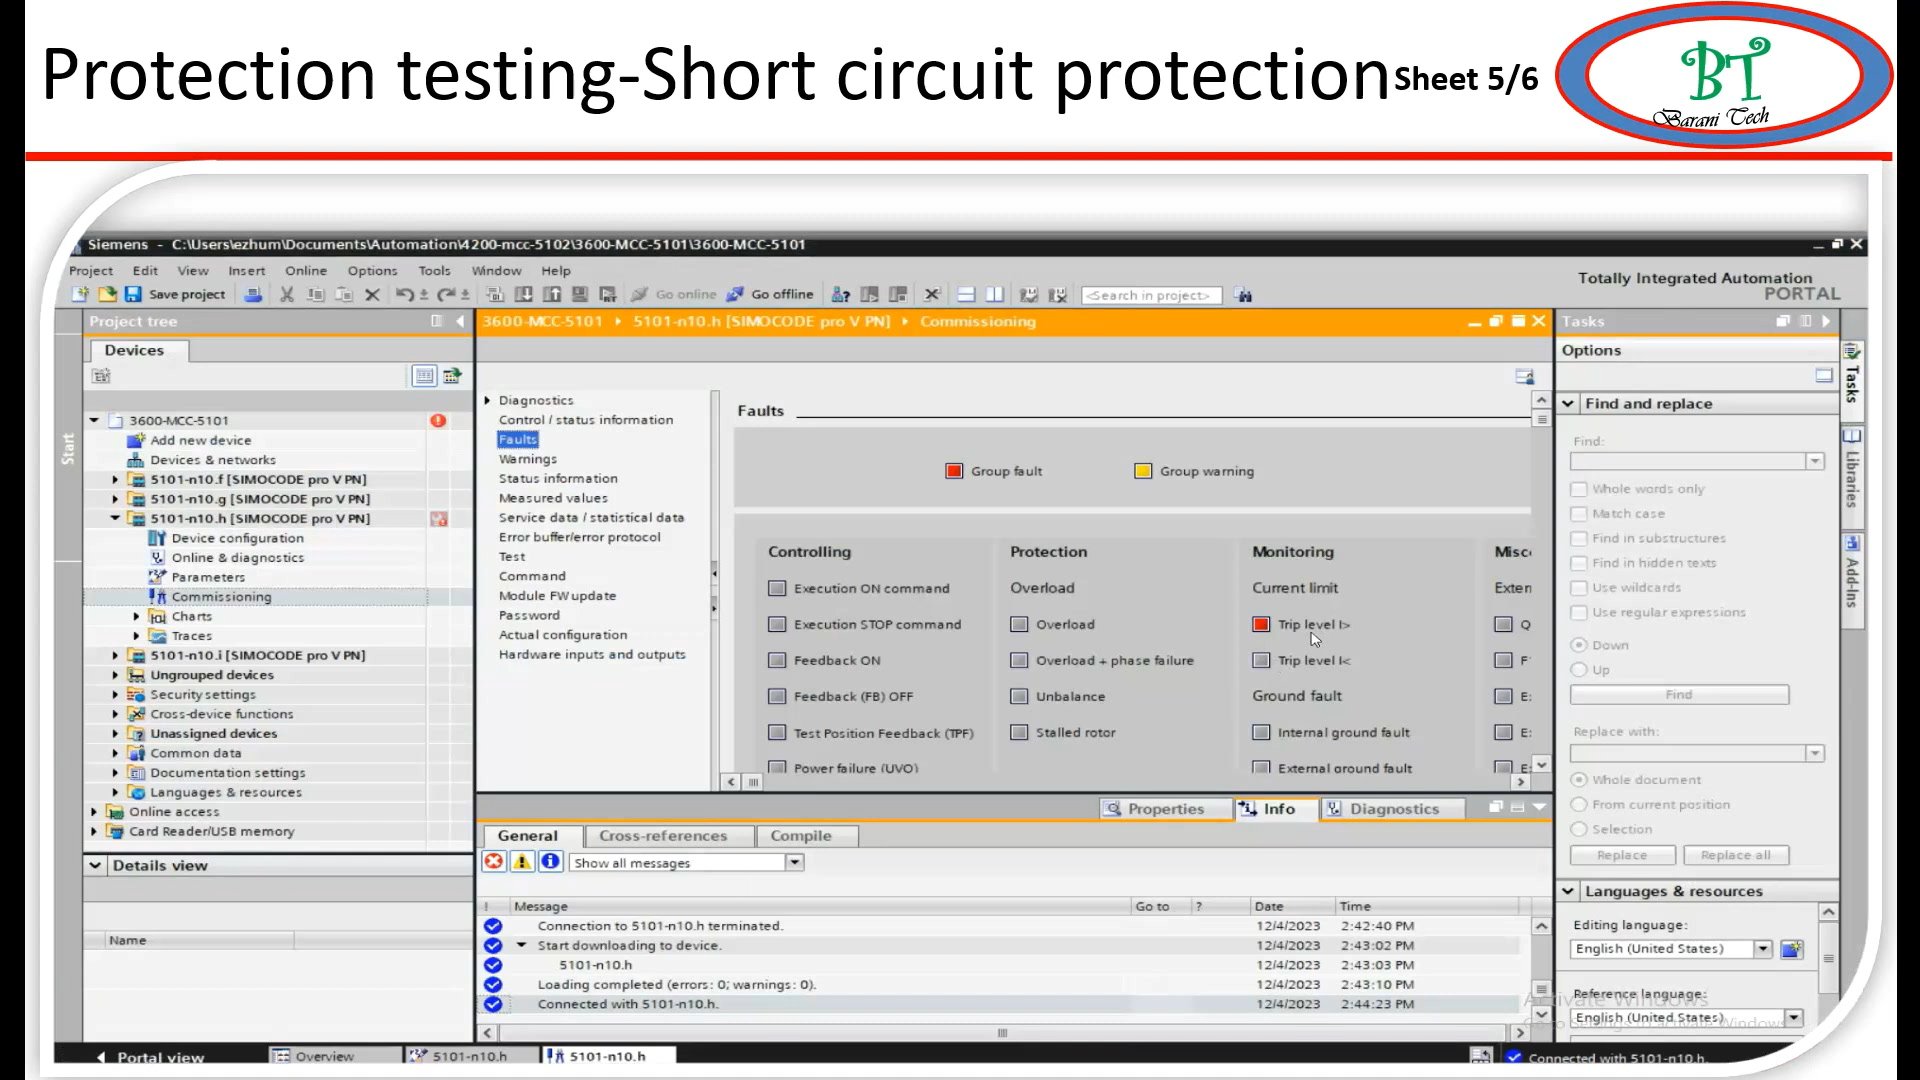 Protection testing-Short circuit protection
Sheet 5/6
BT
Barani Tech
Siemens - C:\Users\ezhum\Documents\Automation\4200-mcc-5102\3600-MCC-5101\3600-MCC-5101
Project Edit View Insert Online Options Tools Window Help
Totally Integrated Automation
PORTAL
Save project Go online Go offline <Search in project>
Project tree
3600-MCC-5101 ▸ 5101-n10.h [SIMOCODE pro V PN] ▸ Commissioning
Tasks
Devices
Start
3600-MCC-5101
Add new device
Devices & networks
5101-n10.f [SIMOCODE pro V PN]
5101-n10.g [SIMOCODE pro V PN]
5101-n10.h [SIMOCODE pro V PN]
Device configuration
Online & diagnostics
Parameters
Commissioning
Charts
Traces
5101-n10.i [SIMOCODE pro V PN]
Ungrouped devices
Security settings
Cross-device functions
Unassigned devices
Common data
Documentation settings
Languages & resources
Online access
Card Reader/USB memory
Details view
Name
Diagnostics
Control / status information
Faults
Warnings
Status information
Measured values
Service data / statistical data
Error buffer/error protocol
Test
Command
Module FW update
Password
Actual configuration
Hardware inputs and outputs
Faults
Group fault Group warning
Controlling
Execution ON command
Execution STOP command
Feedback ON
Feedback (FB) OFF
Test Position Feedback (TPF)
Power failure (UVO)
Protection
Overload
Overload
Overload + phase failure
Unbalance
Stalled rotor
Monitoring
Current limit
Trip level I>
Trip level I<
Ground fault
Internal ground fault
External ground fault
Misc
Exter
Properties Info Diagnostics
General Cross-references Compile
Show all messages
! Message Go to ? Date Time
Connection to 5101-n10.h terminated. 12/4/2023 2:42:40 PM
Start downloading to device. 12/4/2023 2:43:02 PM
5101-n10.h 12/4/2023 2:43:03 PM
Loading completed (errors: 0; warnings: 0). 12/4/2023 2:43:10 PM
Connected with 5101-n10.h. 12/4/2023 2:44:23 PM
Options
Find and replace
Find:
Whole words only
Match case
Find in substructures
Find in hidden texts
Use wildcards
Use regular expressions
Down
Up
Find
Replace with:
Whole document
From current position
Selection
Replace Replace all
Languages & resources
Editing language:
English (United States)
Reference language:
English (United States)
Tasks
Libraries
Add-Ins
Activate Windows
Go to Settings to activate Windows.
Portal view Overview 5101-n10.h 5101-n10.h Connected with 5101-n10.h.